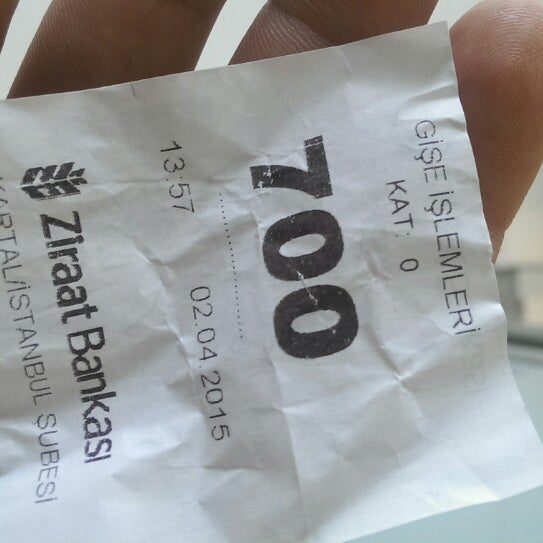 GİŞE İŞLEMLERİ
KAT: 0
700
13:57 02.04.2015
Ziraat Bankası
KARTAL/İSTANBUL ŞUBESİ